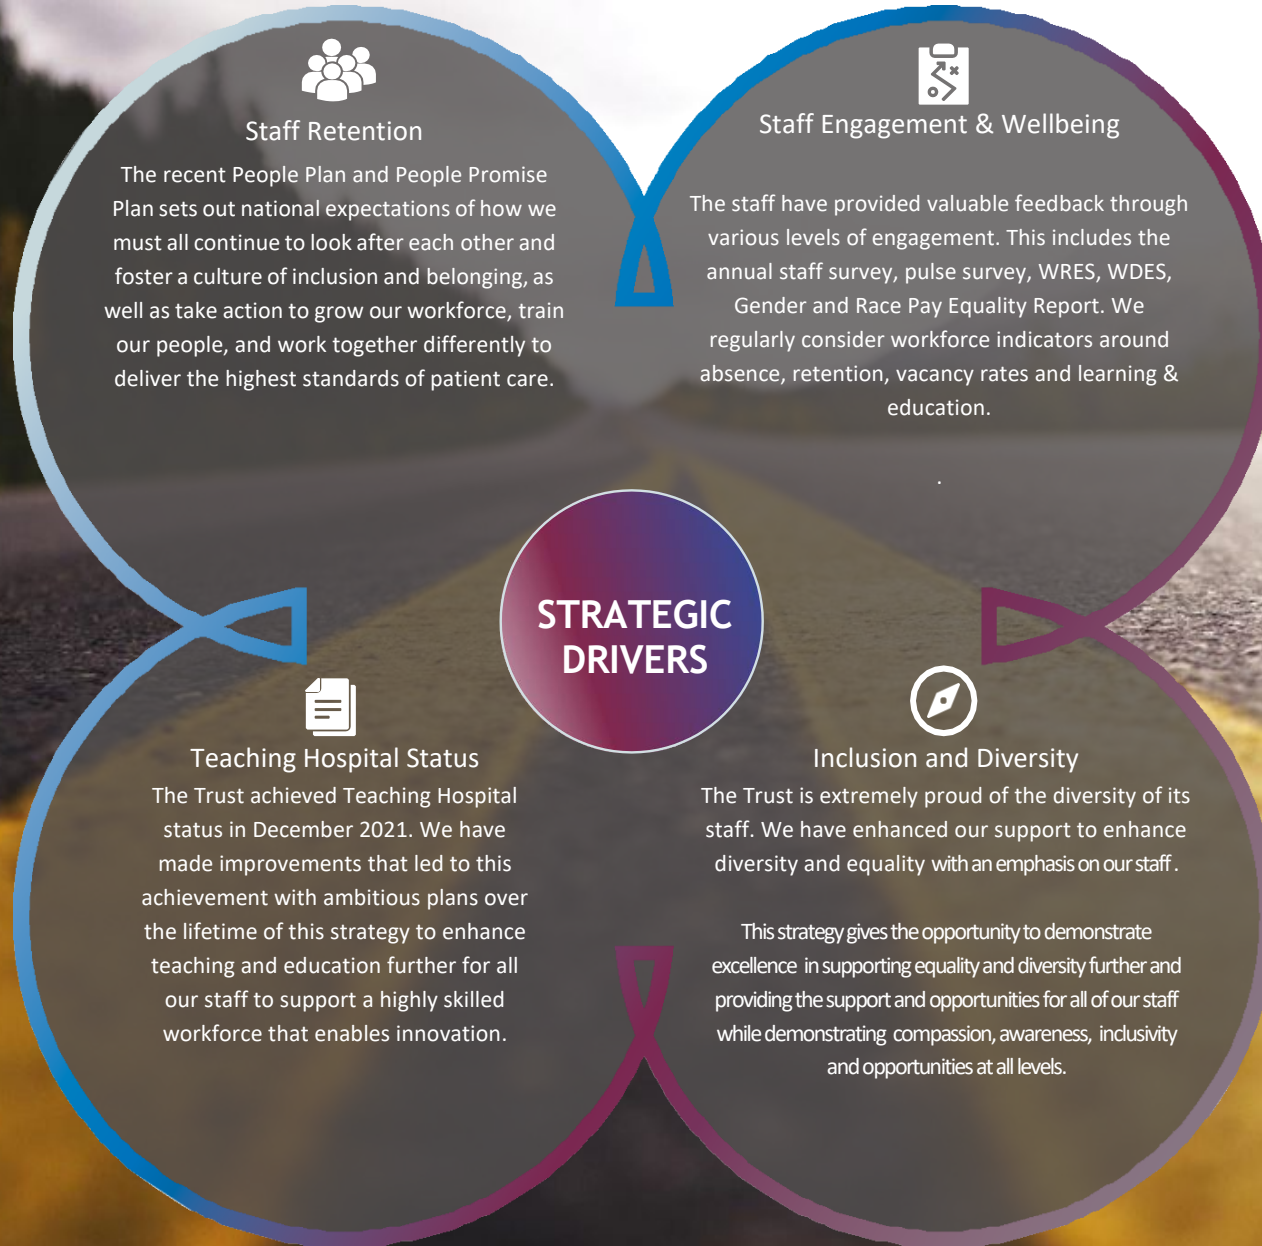 Staff Retention
The recent People Plan and People Promise
Plan sets out national expectations of how we
must all continue to look after each other and
foster a culture of inclusion and belonging, as
well as take action to grow our workforce, train
our people, and work together differently to
deliver the highest standards of patient care.
Staff Engagement & Wellbeing
The staff have provided valuable feedback through
various levels of engagement. This includes the
annual staff survey, pulse survey, WRES, WDES,
Gender and Race Pay Equality Report. We
regularly consider workforce indicators around
absence, retention, vacancy rates and learning &
education.
.
STRATEGIC
DRIVERS
Teaching Hospital Status
The Trust achieved Teaching Hospital
status in December 2021. We have
made improvements that led to this
achievement with ambitious plans over
the lifetime of this strategy to enhance
teaching and education further for all
our staff to support a highly skilled
workforce that enables innovation.
Inclusion and Diversity
The Trust is extremely proud of the diversity of its
staff. We have enhanced our support to enhance
diversity and equality with an emphasis on our staff .
This strategy gives the opportunity to demonstrate
excellence in supporting equality and diversity further and
providing the support and opportunities for all of our staff
while demonstrating compassion, awareness, inclusivity
and opportunities at all levels.